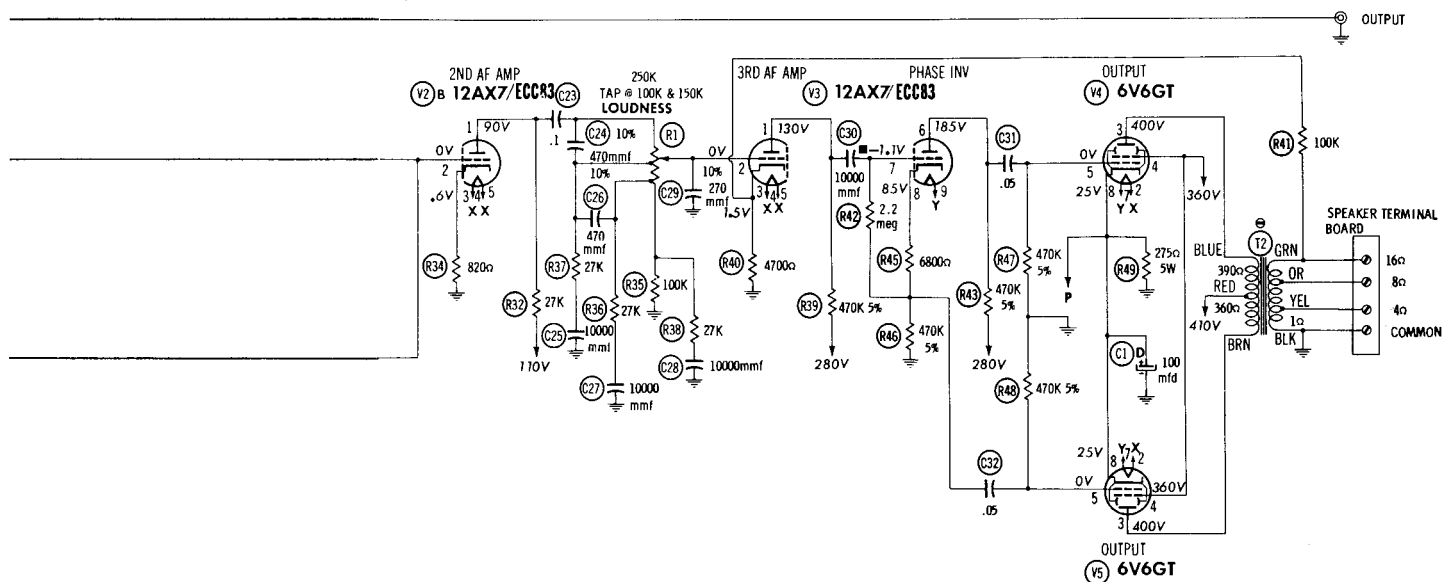 OUTPUT
2ND AF AMP
V2 B 12AX7/ECC83
C23
250K
TAP @ 100K & 150K
LOUDNESS
3RD AF AMP
V3 12AX7/ECC83
PHASE INV
OUTPUT
V4 6V6GT
1
90V
.1
C24 10%
470mmf
10%
R1
1
130V
C30
■-1.1V
10000
mmf
6
185V
C31
.05
3
400V
R41
100K
0V
2
3 4 5
X X
.6V
C26
470
mmf
0V
10%
C29
270
mmf
2
3 4 5
X X
1.5V
7
85V
8
9
Y
0V
5
25V
4
8 7 2
Y X
360V
R34
820Ω
R32
27K
110V
R37
27K
C25
10000
mmf
R36
27K
C27
10000
mmf
R35
100K
R38
27K
C28
10000mmf
R40
4700Ω
R39
470K 5%
280V
R42
2.2
meg
R45
6800Ω
R46
470K
5%
R43
470K
5%
280V
R47
470K
5%
R48
470K 5%
P
R49
275Ω
5W
C1 D
+
100
mfd
BLUE
390Ω
RED
360Ω
410V
BRN
T2
GRN
OR
YEL
1Ω
BLK
SPEAKER TERMINAL
BOARD
16Ω
8Ω
4Ω
COMMON
C32
.05
25V
Y X
8 7 2
0V
5
360V
4
3
400V
OUTPUT
V5 6V6GT